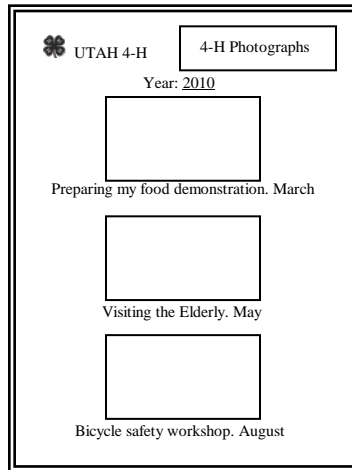 UTAH 4-H
4-H Photographs
Year: 2010
Preparing my food demonstration. March
Visiting the Elderly. May
Bicycle safety workshop. August